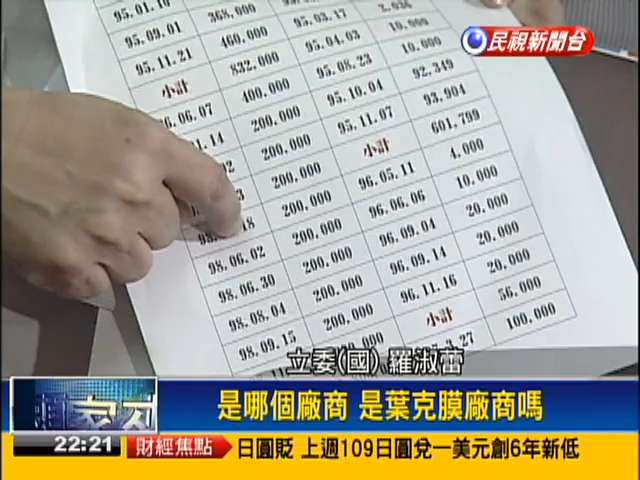 民視新聞台
95.01.10
95.09.01 368,000
95.11.21 460,000 95.03.17
小計 832,000 95.04.03 10,000
6.06.07 400,000 95.08.23 10,000
01.14 200,000 95.10.04 92,349
200,000 95.11.07 93,904
200,000 小計 601,799
200,000 96.05.11 4,000
98.06.02 200,000 96.06.06 10,000
98.06.30 200,000 96.09.04 20,000
98.08.04 200,000 96.09.14 20,000
98.09.15 200,000 96.11.16 20,000
小計 56,000
3.27 100,000
立委(國) 羅淑蕾
是哪個廠商 是葉克膜廠商嗎
22:21 財經焦點 日圓貶 上週109日圓兌一美元創6年新低